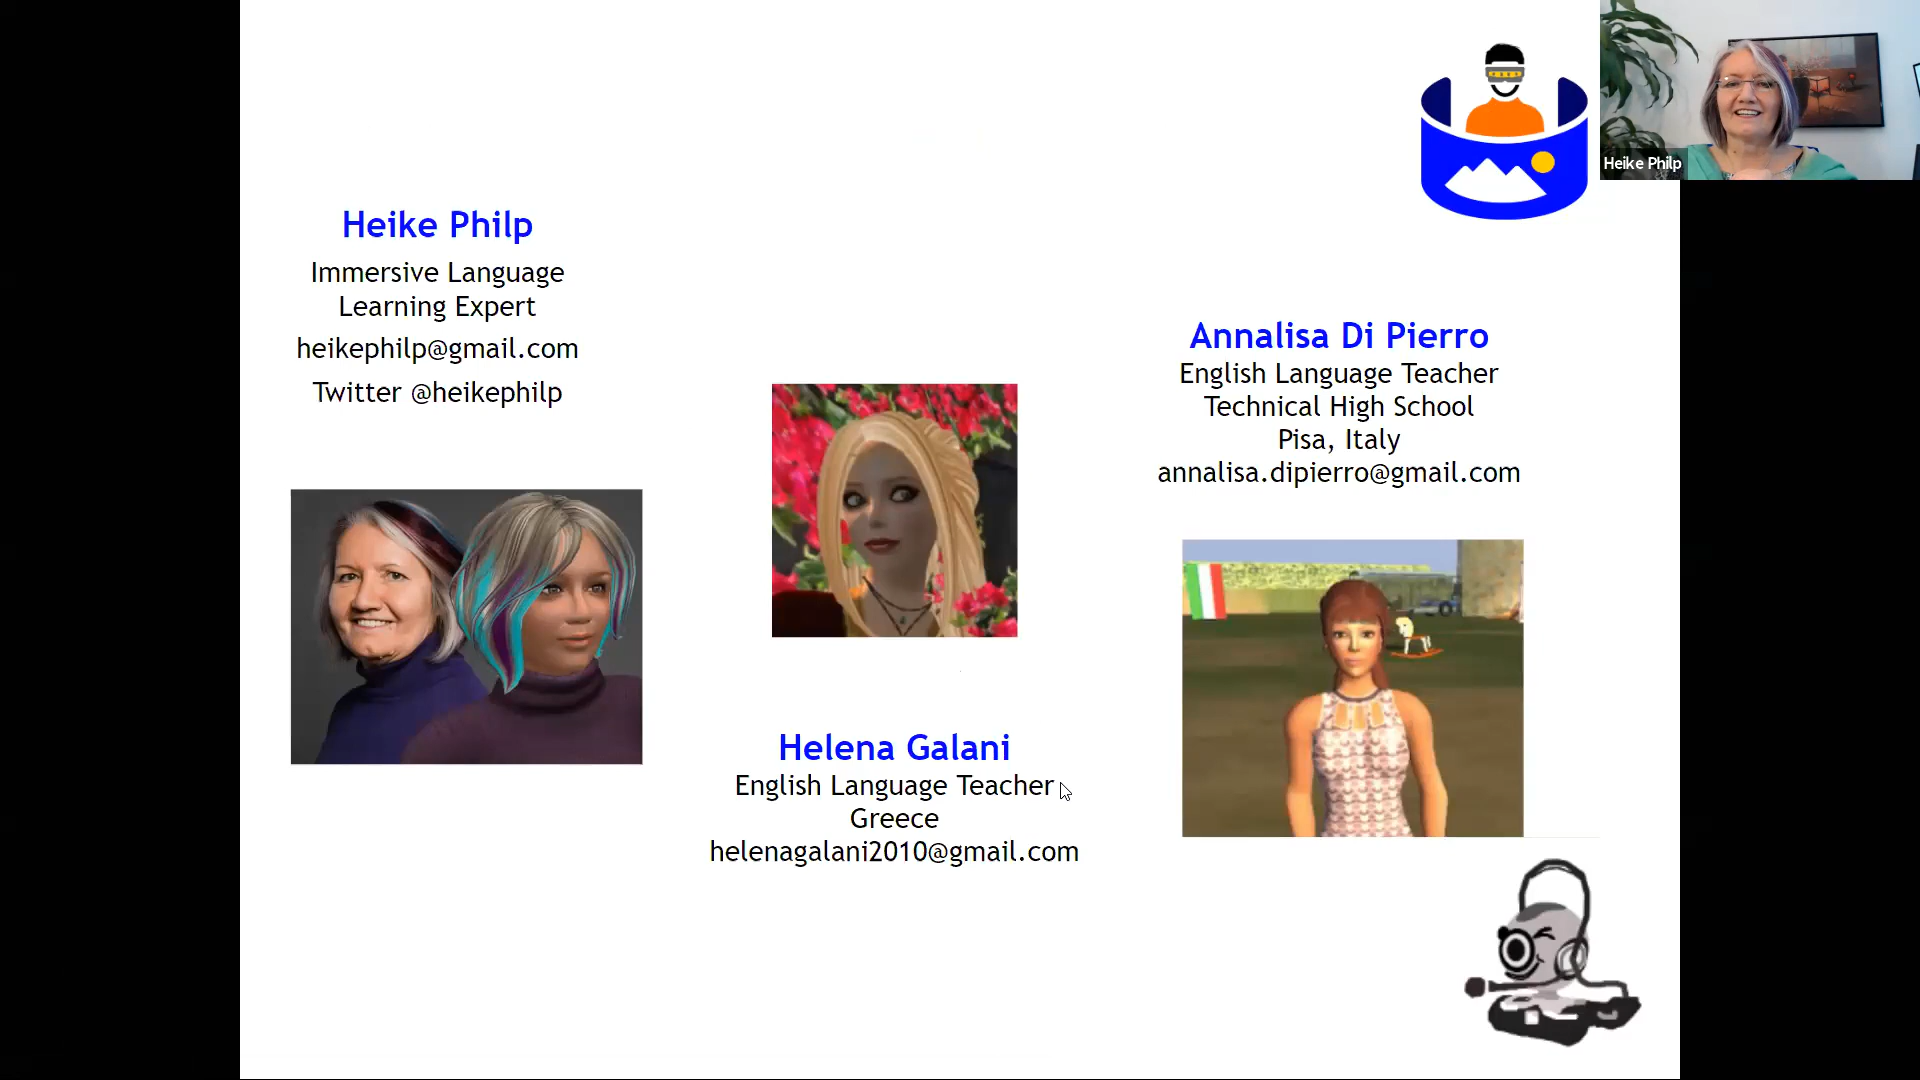 Heike Philp
Immersive Language
Learning Expert
heikephilp@gmail.com
Twitter @heikephilp
Helena Galani
English Language Teacher
Greece
helenagalani2010@gmail.com
Annalisa Di Pierro
English Language Teacher
Technical High School
Pisa, Italy
annalisa.dipierro@gmail.com
Heike Philp